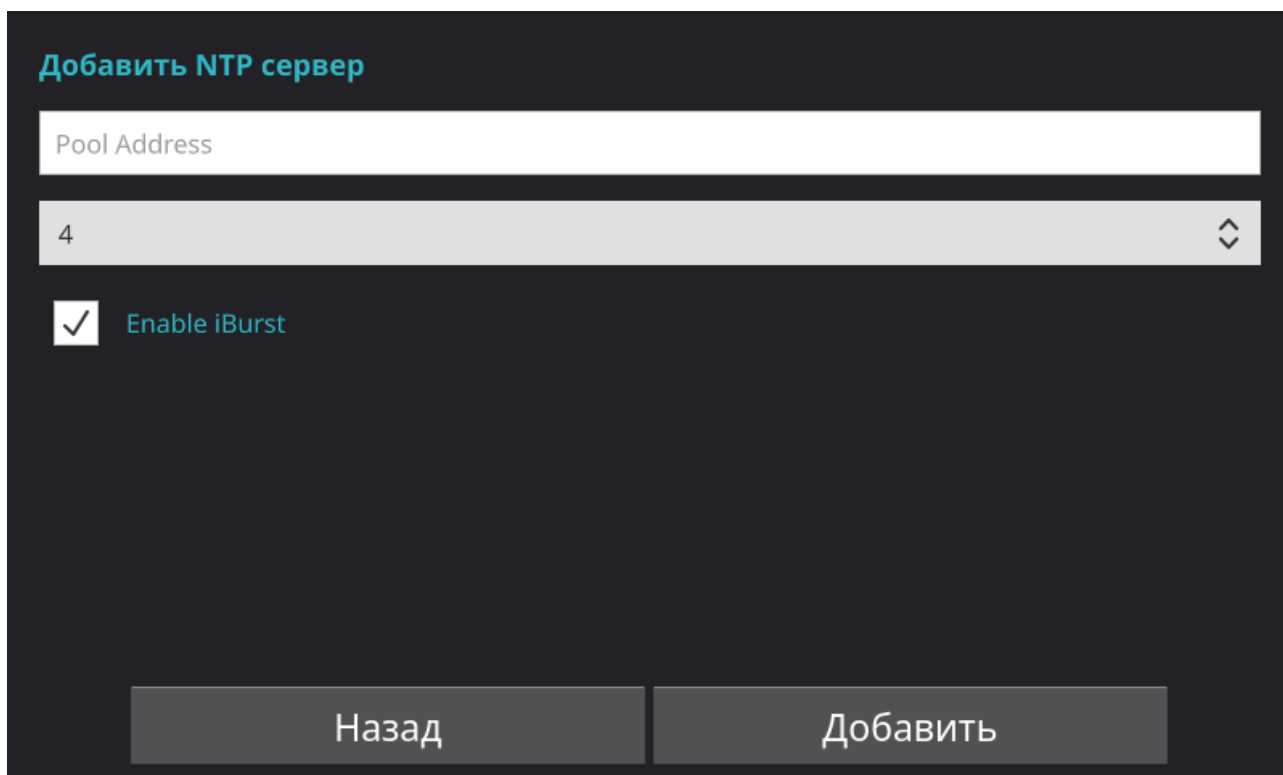 Добавить NTP сервер
Pool Address
4
Enable iBurst
Назад
Добавить